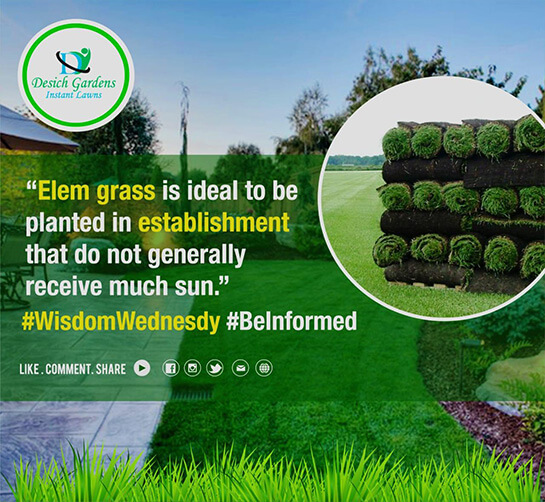 Desich Gardens
Instant Lawns
“Elem grass is ideal to be
planted in establishment
that do not generally
receive much sun.”
#WisdomWednesdy #BeInformed
LIKE . COMMENT. SHARE